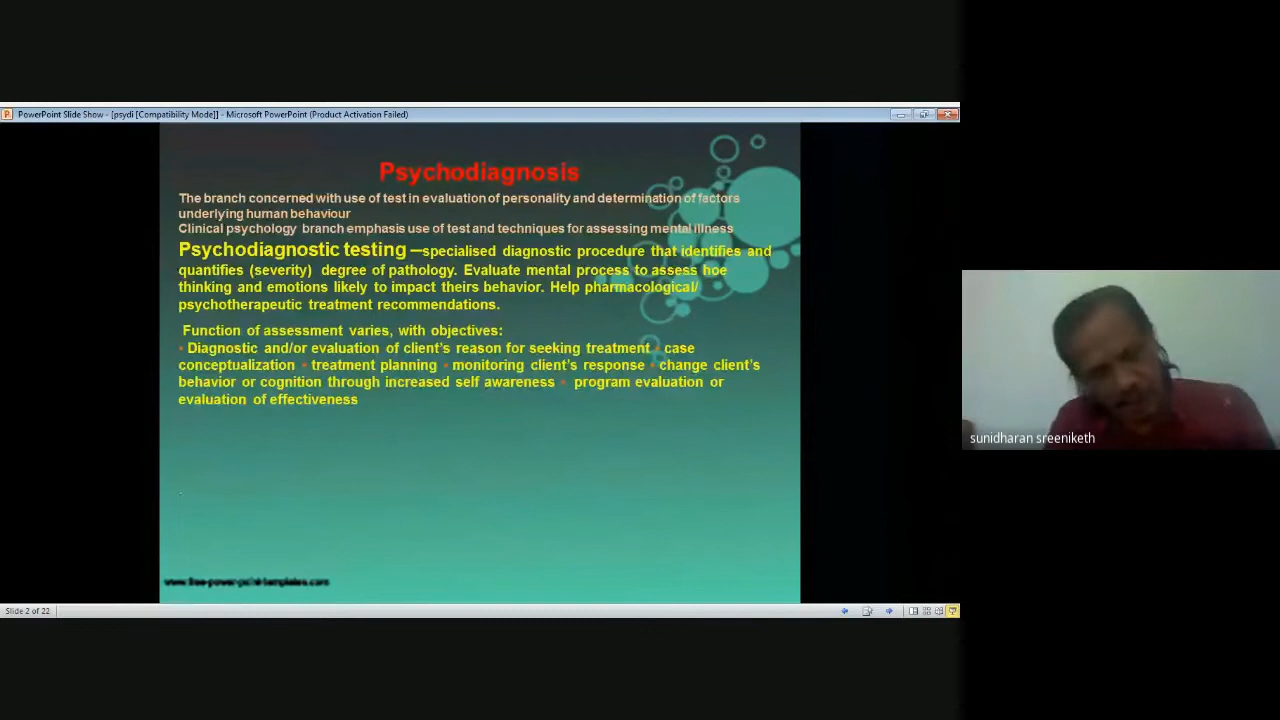 PowerPoint Slide Show - [psydi [Compatibility Mode]] - Microsoft PowerPoint (Product Activation Failed)
Psychodiagnosis
The branch concerned with use of test in evaluation of personality and determination of factors
underlying human behaviour
Clinical psychology branch emphasis use of test and techniques for assessing mental illness
Psychodiagnostic testing –specialised diagnostic procedure that identifies and
quantifies (severity) degree of pathology. Evaluate mental process to assess hoe
thinking and emotions likely to impact theirs behavior. Help pharmacological/
psychotherapeutic treatment recommendations.
Function of assessment varies, with objectives:
• Diagnostic and/or evaluation of client's reason for seeking treatment • case
conceptualization • treatment planning • monitoring client's response • change client's
behavior or cognition through increased self awareness • program evaluation or
evaluation of effectiveness
sunidharan sreeniketh
www.free-power-point-templates.com
Slide 2 of 22